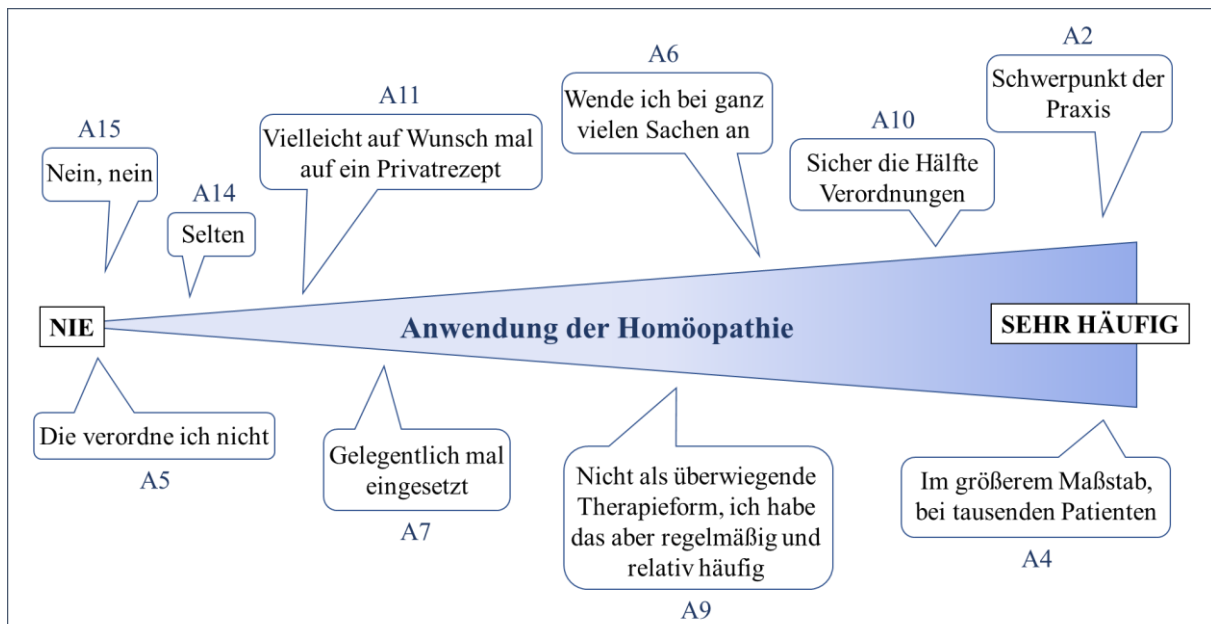 A2
A6
Schwerpunkt der
Praxis
A11
Wende ich bei ganz
vielen Sachen an
A15
Vielleicht auf Wunsch mal
auf ein Privatrezept
A10
Nein, nein
Sicher die Hälfte
Verordnungen
A14
Selten
NIE
Anwendung der Homöopathie
SEHR HÄUFIG
Die verordne ich nicht
A5
Gelegentlich mal
eingesetzt
A7
Nicht als überwiegende
Therapieform, ich habe
das aber regelmäßig und
relativ häufig
A9
Im größerem Maßstab,
bei tausenden Patienten
A4